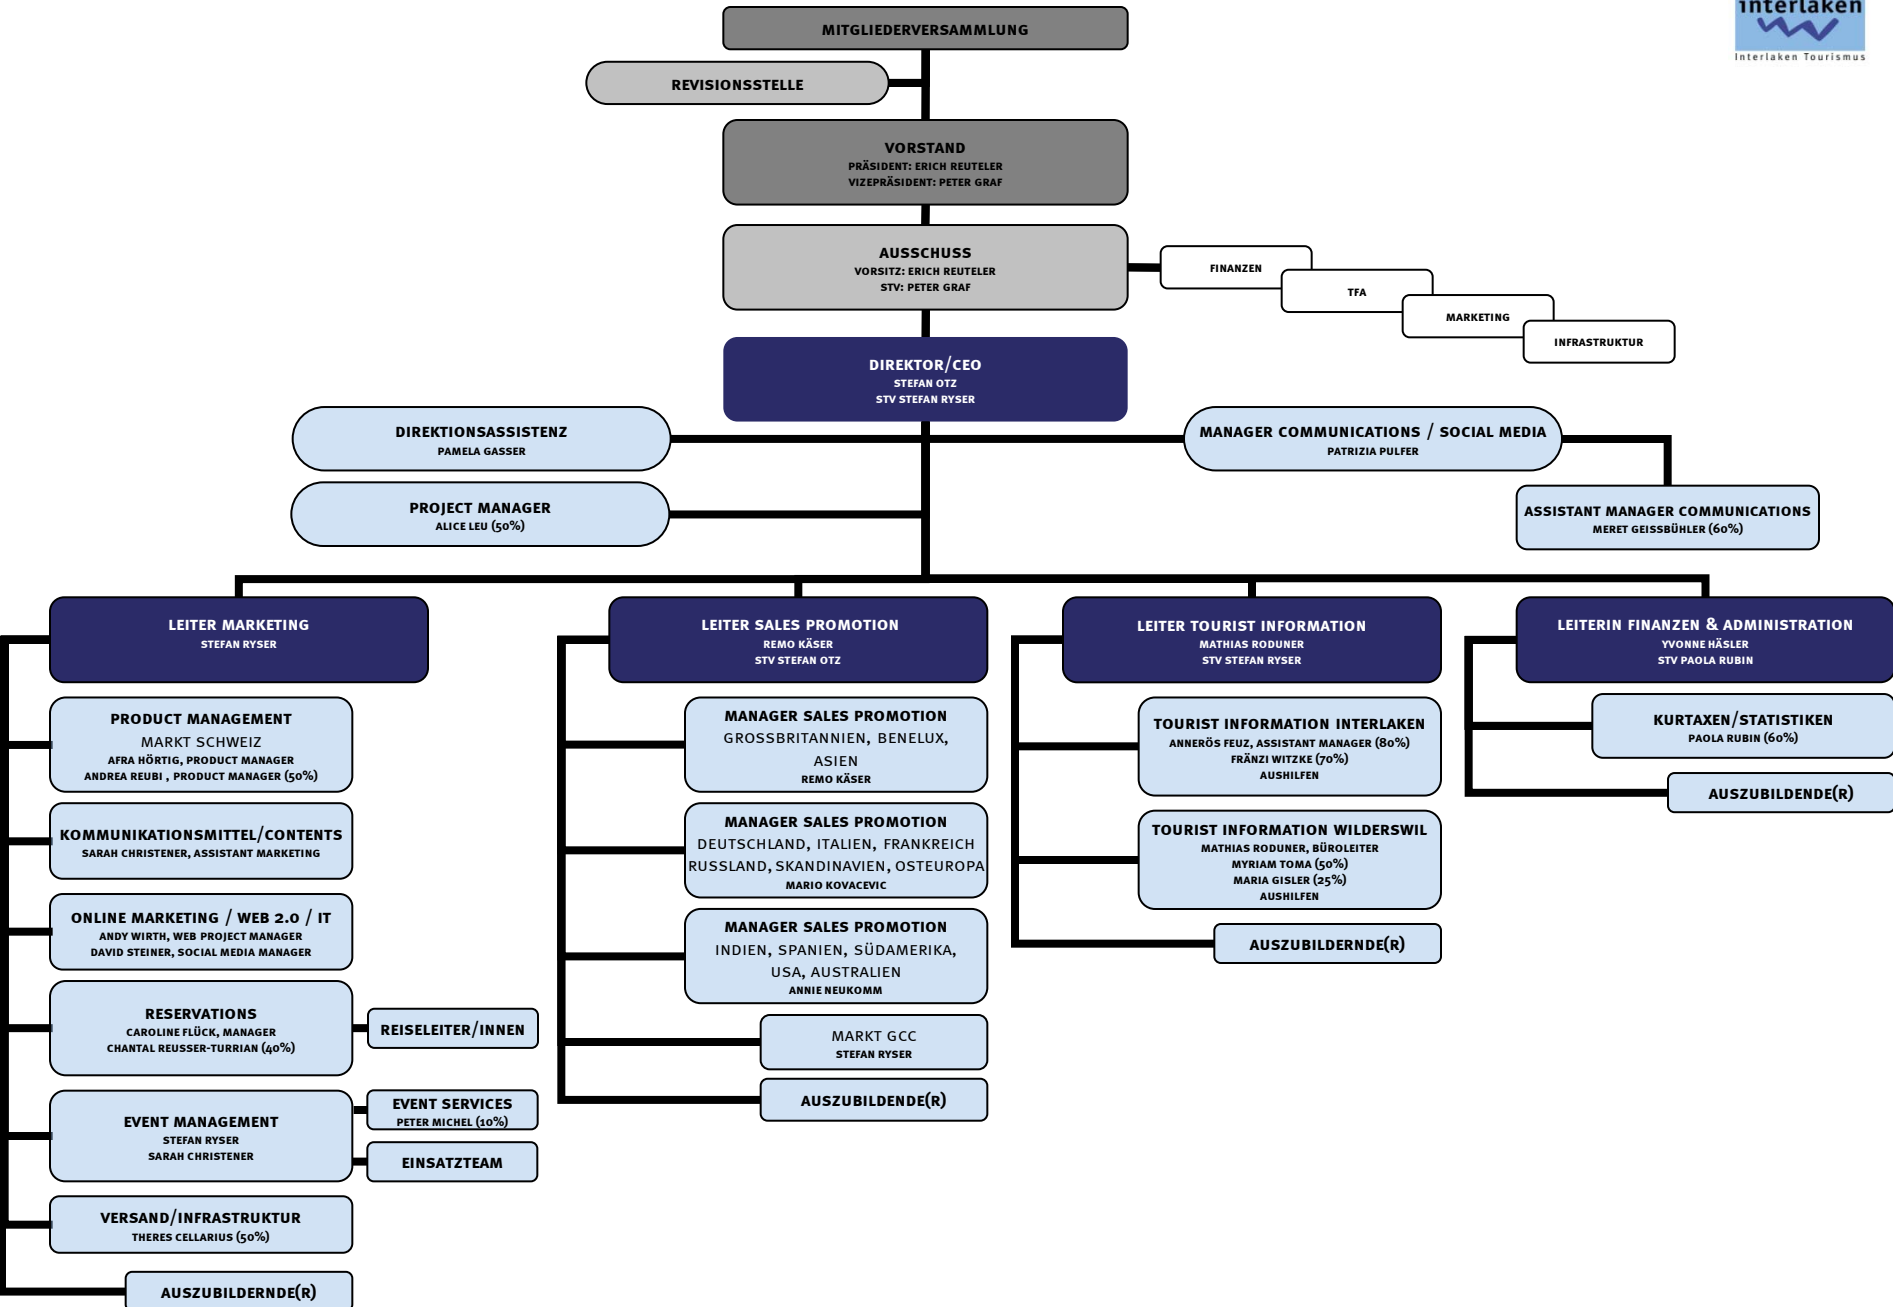 interlaken
Interlaken Tourismus
MITGLIEDERVERSAMMLUNG
REVISIONSSTELLE
VORSTAND
PRÄSIDENT: ERICH REUTELER
VIZEPRÄSIDENT: PETER GRAF
AUSSCHUSS
VORSITZ: ERICH REUTELER
STV: PETER GRAF
FINANZEN
TFA
MARKETING
INFRASTRUKTUR
DIREKTOR/CEO
STEFAN OTZ
STV STEFAN RYSER
DIREKTIONSASSISTENZ
PAMELA GASSER
MANAGER COMMUNICATIONS / SOCIAL MEDIA
PATRIZIA PULFER
PROJECT MANAGER
ALICE LEU (50%)
ASSISTANT MANAGER COMMUNICATIONS
MERET GEISSBÜHLER (60%)
LEITER MARKETING
STEFAN RYSER
PRODUCT MANAGEMENT
MARKT SCHWEIZ
AFRA HÖRTIG, PRODUCT MANAGER
ANDREA REUBI , PRODUCT MANAGER (50%)
KOMMUNIKATIONSMITTEL/CONTENTS
SARAH CHRISTENER, ASSISTANT MARKETING
ONLINE MARKETING / WEB 2.0 / IT
ANDY WIRTH, WEB PROJECT MANAGER
DAVID STEINER, SOCIAL MEDIA MANAGER
RESERVATIONS
CAROLINE FLÜCK, MANAGER
CHANTAL REUSSER-TURRIAN (40%)
REISELEITER/INNEN
EVENT MANAGEMENT
STEFAN RYSER
SARAH CHRISTENER
EVENT SERVICES
PETER MICHEL (10%)
EINSATZTEAM
VERSAND/INFRASTRUKTUR
THERES CELLARIUS (50%)
AUSZUBILDERNDE(R)
LEITER SALES PROMOTION
REMO KÄSER
STV STEFAN OTZ
MANAGER SALES PROMOTION
GROSSBRITANNIEN, BENELUX,
ASIEN
REMO KÄSER
MANAGER SALES PROMOTION
DEUTSCHLAND, ITALIEN, FRANKREICH
RUSSLAND, SKANDINAVIEN, OSTEUROPA
MARIO KOVACEVIC
MANAGER SALES PROMOTION
INDIEN, SPANIEN, SÜDAMERIKA,
USA, AUSTRALIEN
ANNIE NEUKOMM
MARKT GCC
STEFAN RYSER
AUSZUBILDENDE(R)
LEITER TOURIST INFORMATION
MATHIAS RODUNER
STV STEFAN RYSER
TOURIST INFORMATION INTERLAKEN
ANNERÖS FEUZ, ASSISTANT MANAGER (80%)
FRÄNZI WITZKE (70%)
AUSHILFEN
TOURIST INFORMATION WILDERSWIL
MATHIAS RODUNER, BÜROLEITER
MYRIAM TOMA (50%)
MARIA GISLER (25%)
AUSHILFEN
AUSZUBILDERNDE(R)
LEITERIN FINANZEN & ADMINISTRATION
YVONNE HÄSLER
STV PAOLA RUBIN
KURTAXEN/STATISTIKEN
PAOLA RUBIN (60%)
AUSZUBILDENDE(R)